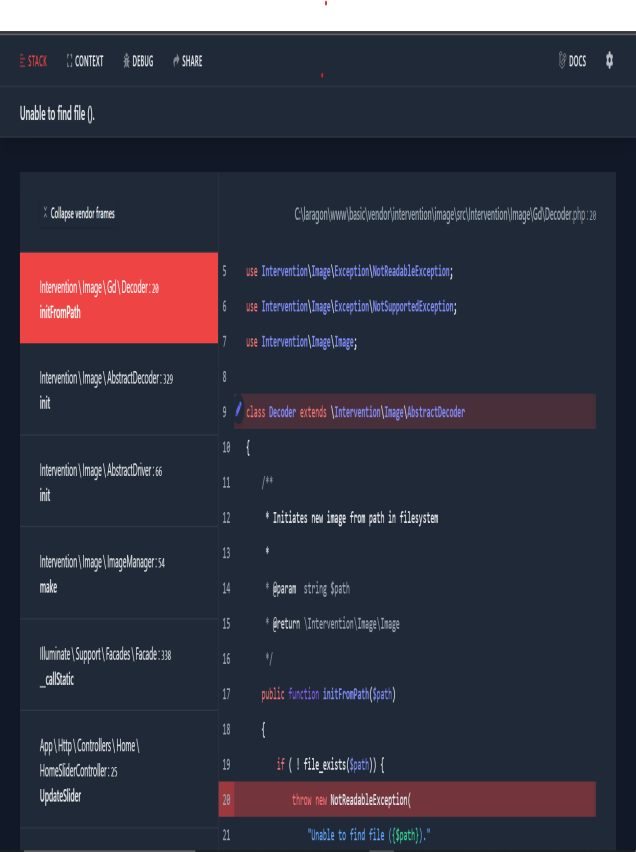 STACK CONTEXT DEBUG SHARE DOCS
Unable to find file ().
Collapse vendor frames
Intervention\Image\Gd\Decoder:20
initFromPath
Intervention\Image\AbstractDecoder:329
init
Intervention\Image\AbstractDriver:66
init
Intervention\Image\ImageManager:54
make
Illuminate\Support\Facades\Facade:338
__callStatic
App\Http\Controllers\Home\
HomeSliderController:25
UpdateSlider
C:\laragon\www\basic\vendor\intervention\image\src\Intervention\Image\Gd\Decoder.php:20
5 use Intervention\Image\Exception\NotReadableException;
6 use Intervention\Image\Exception\NotSupportedException;
7 use Intervention\Image\Image;
8
9 class Decoder extends \Intervention\Image\AbstractDecoder
10 {
11 /**
12 * Initiates new image from path in filesystem
13 *
14 * @param string $path
15 * @return \Intervention\Image\Image
16 */
17 public function initFromPath($path)
18 {
19 if ( ! file_exists($path)) {
20 throw new NotReadableException(
21 "Unable to find file ({$path})."